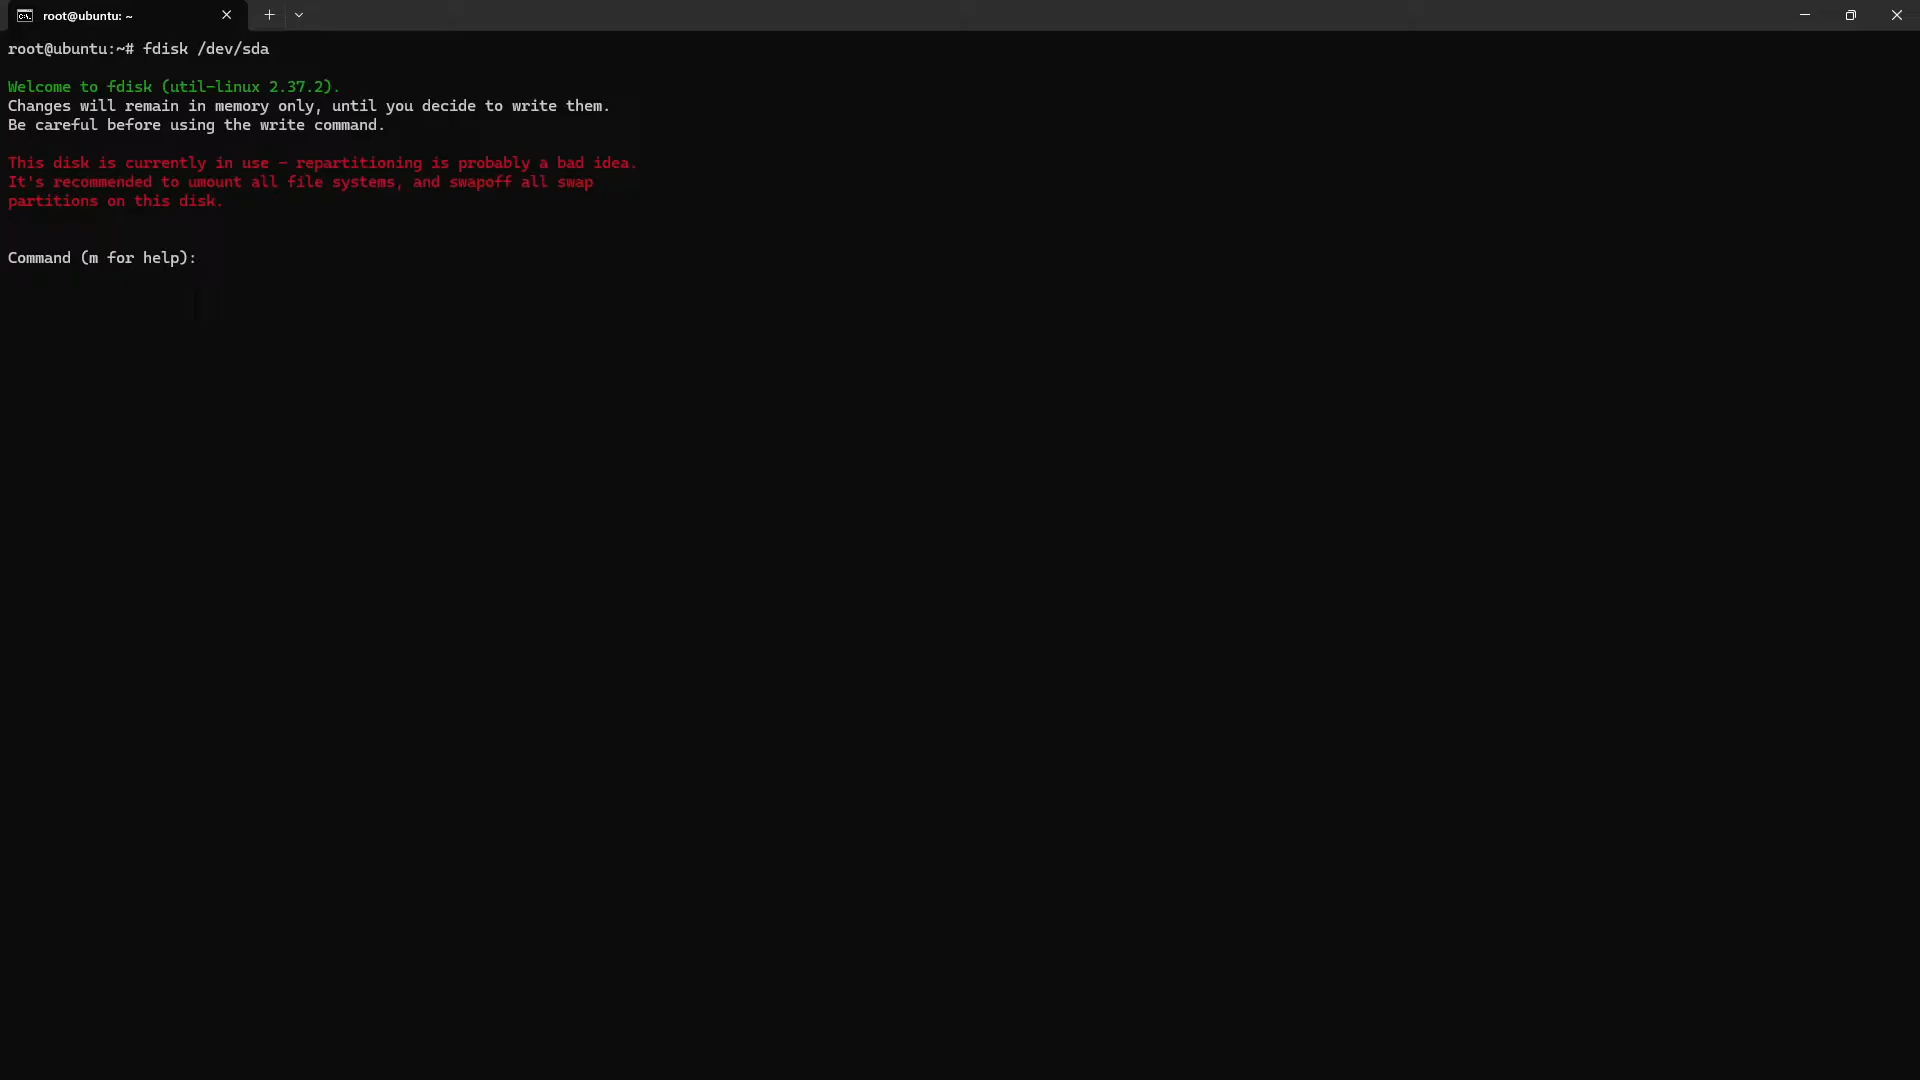 root@ubuntu: ~
root@ubuntu:~# fdisk /dev/sda
Welcome to fdisk (util-linux 2.37.2).
Changes will remain in memory only, until you decide to write them.
Be careful before using the write command.
This disk is currently in use - repartitioning is probably a bad idea.
It's recommended to umount all file systems, and swapoff all swap
partitions on this disk.
Command (m for help):